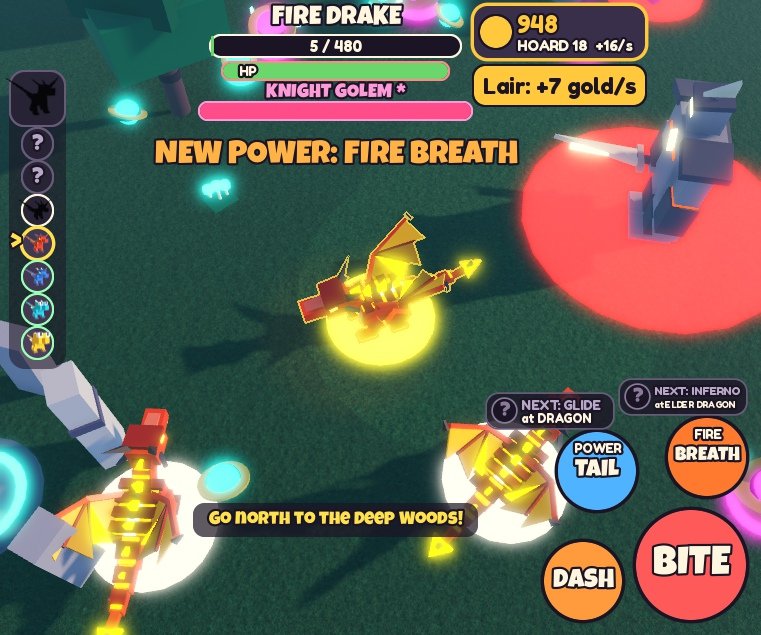 FIRE DRAKE
5 / 480
HP
KNIGHT GOLEM *
948
HOARD 18 +16/s
Lair: +7 gold/s
NEW POWER: FIRE BREATH
?
?
>
? NEXT: GLIDE
at DRAGON
? NEXT: INFERNO
at ELDER DRAGON
POWER
TAIL
FIRE
BREATH
GO NORTH TO THE DEEP WOODS!
DASH
BITE